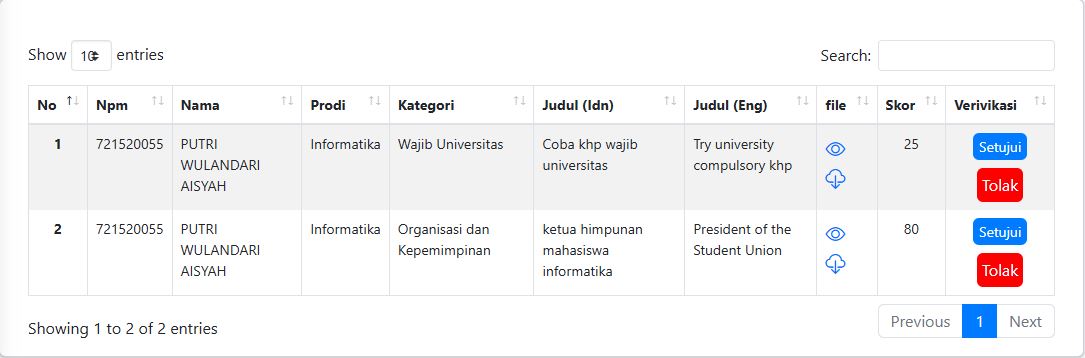 Show 10 entries
Search:
No Npm Nama Prodi Kategori Judul (Idn) Judul (Eng) file Skor Verivikasi
1 721520055 PUTRI Informatika Wajib Universitas Coba khp wajib Try university 25 Setujui
WULANDARI universitas compulsory khp
AISYAH Tolak
2 721520055 PUTRI Informatika Organisasi dan ketua himpunan President of the 80 Setujui
WULANDARI Kepemimpinan mahasiswa Student Union
AISYAH informatika Tolak
Showing 1 to 2 of 2 entries
Previous 1 Next